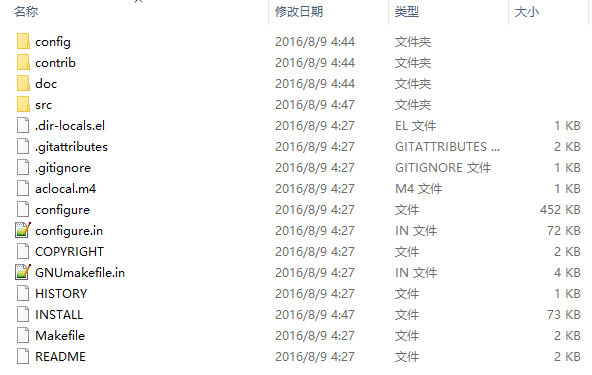 名称 修改日期 类型 大小
config 2016/8/9 4:44 文件夹
contrib 2016/8/9 4:44 文件夹
doc 2016/8/9 4:44 文件夹
src 2016/8/9 4:47 文件夹
.dir-locals.el 2016/8/9 4:27 EL 文件 1 KB
.gitattributes 2016/8/9 4:27 GITATTRIBUTES ... 2 KB
.gitignore 2016/8/9 4:27 GITIGNORE 文件 1 KB
aclocal.m4 2016/8/9 4:27 M4 文件 1 KB
configure 2016/8/9 4:27 文件 452 KB
configure.in 2016/8/9 4:27 IN 文件 72 KB
COPYRIGHT 2016/8/9 4:27 文件 2 KB
GNUmakefile.in 2016/8/9 4:27 IN 文件 4 KB
HISTORY 2016/8/9 4:27 文件 1 KB
INSTALL 2016/8/9 4:47 文件 73 KB
Makefile 2016/8/9 4:27 文件 2 KB
README 2016/8/9 4:27 文件 2 KB